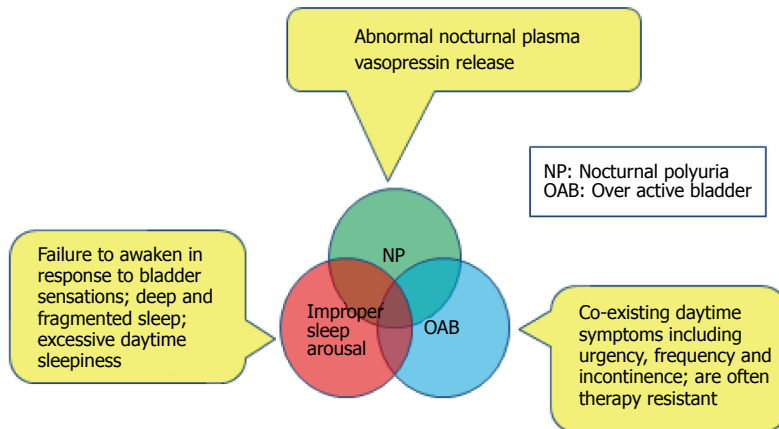 Abnormal nocturnal plasma
vasopressin release
NP: Nocturnal polyuria
OAB: Over active bladder
Failure to awaken in
response to bladder
sensations; deep and
fragmented sleep;
excessive daytime
sleepiness
NP
Improper
sleep
arousal
OAB
Co-existing daytime
symptoms including
urgency, frequency and
incontinence; are often
therapy resistant